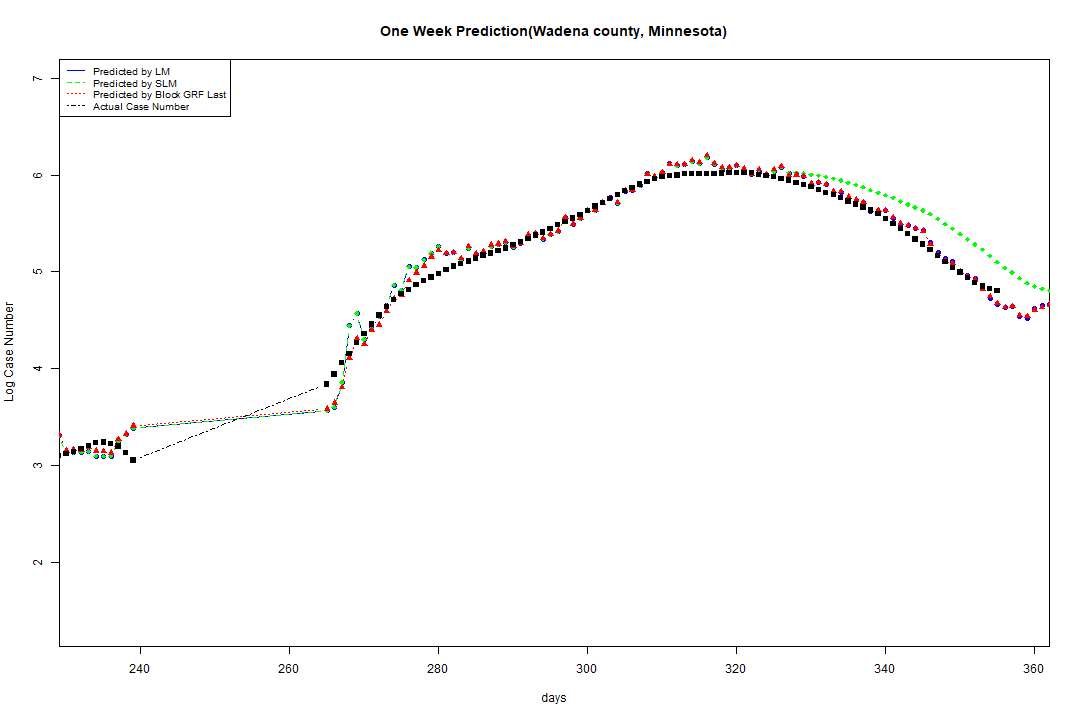 One Week Prediction(Wadena county, Minnesota)
Predicted by LM
Predicted by SLM
Predicted by Block GRF Last
Actual Case Number
7
6
5
4
3
2
Log Case Number
240 260 280 300 320 340 360
days